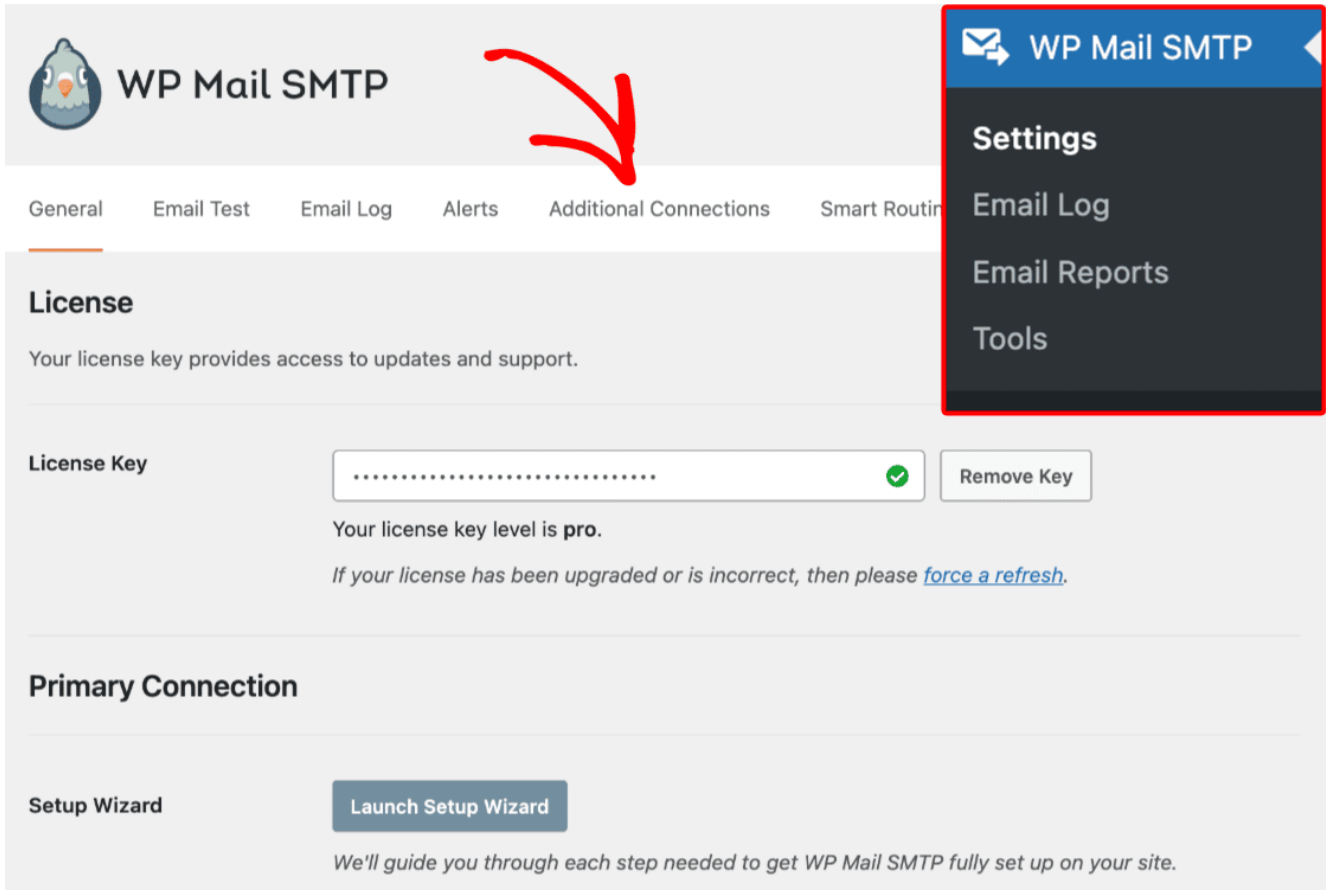 WP Mail SMTP
WP Mail SMTP
Settings
Email Log
Email Reports
Tools
General Email Test Email Log Alerts Additional Connections Smart Routin
License
Your license key provides access to updates and support.
License Key
Remove Key
Your license key level is pro.
If your license has been upgraded or is incorrect, then please force a refresh.
Primary Connection
Setup Wizard
Launch Setup Wizard
We'll guide you through each step needed to get WP Mail SMTP fully set up on your site.